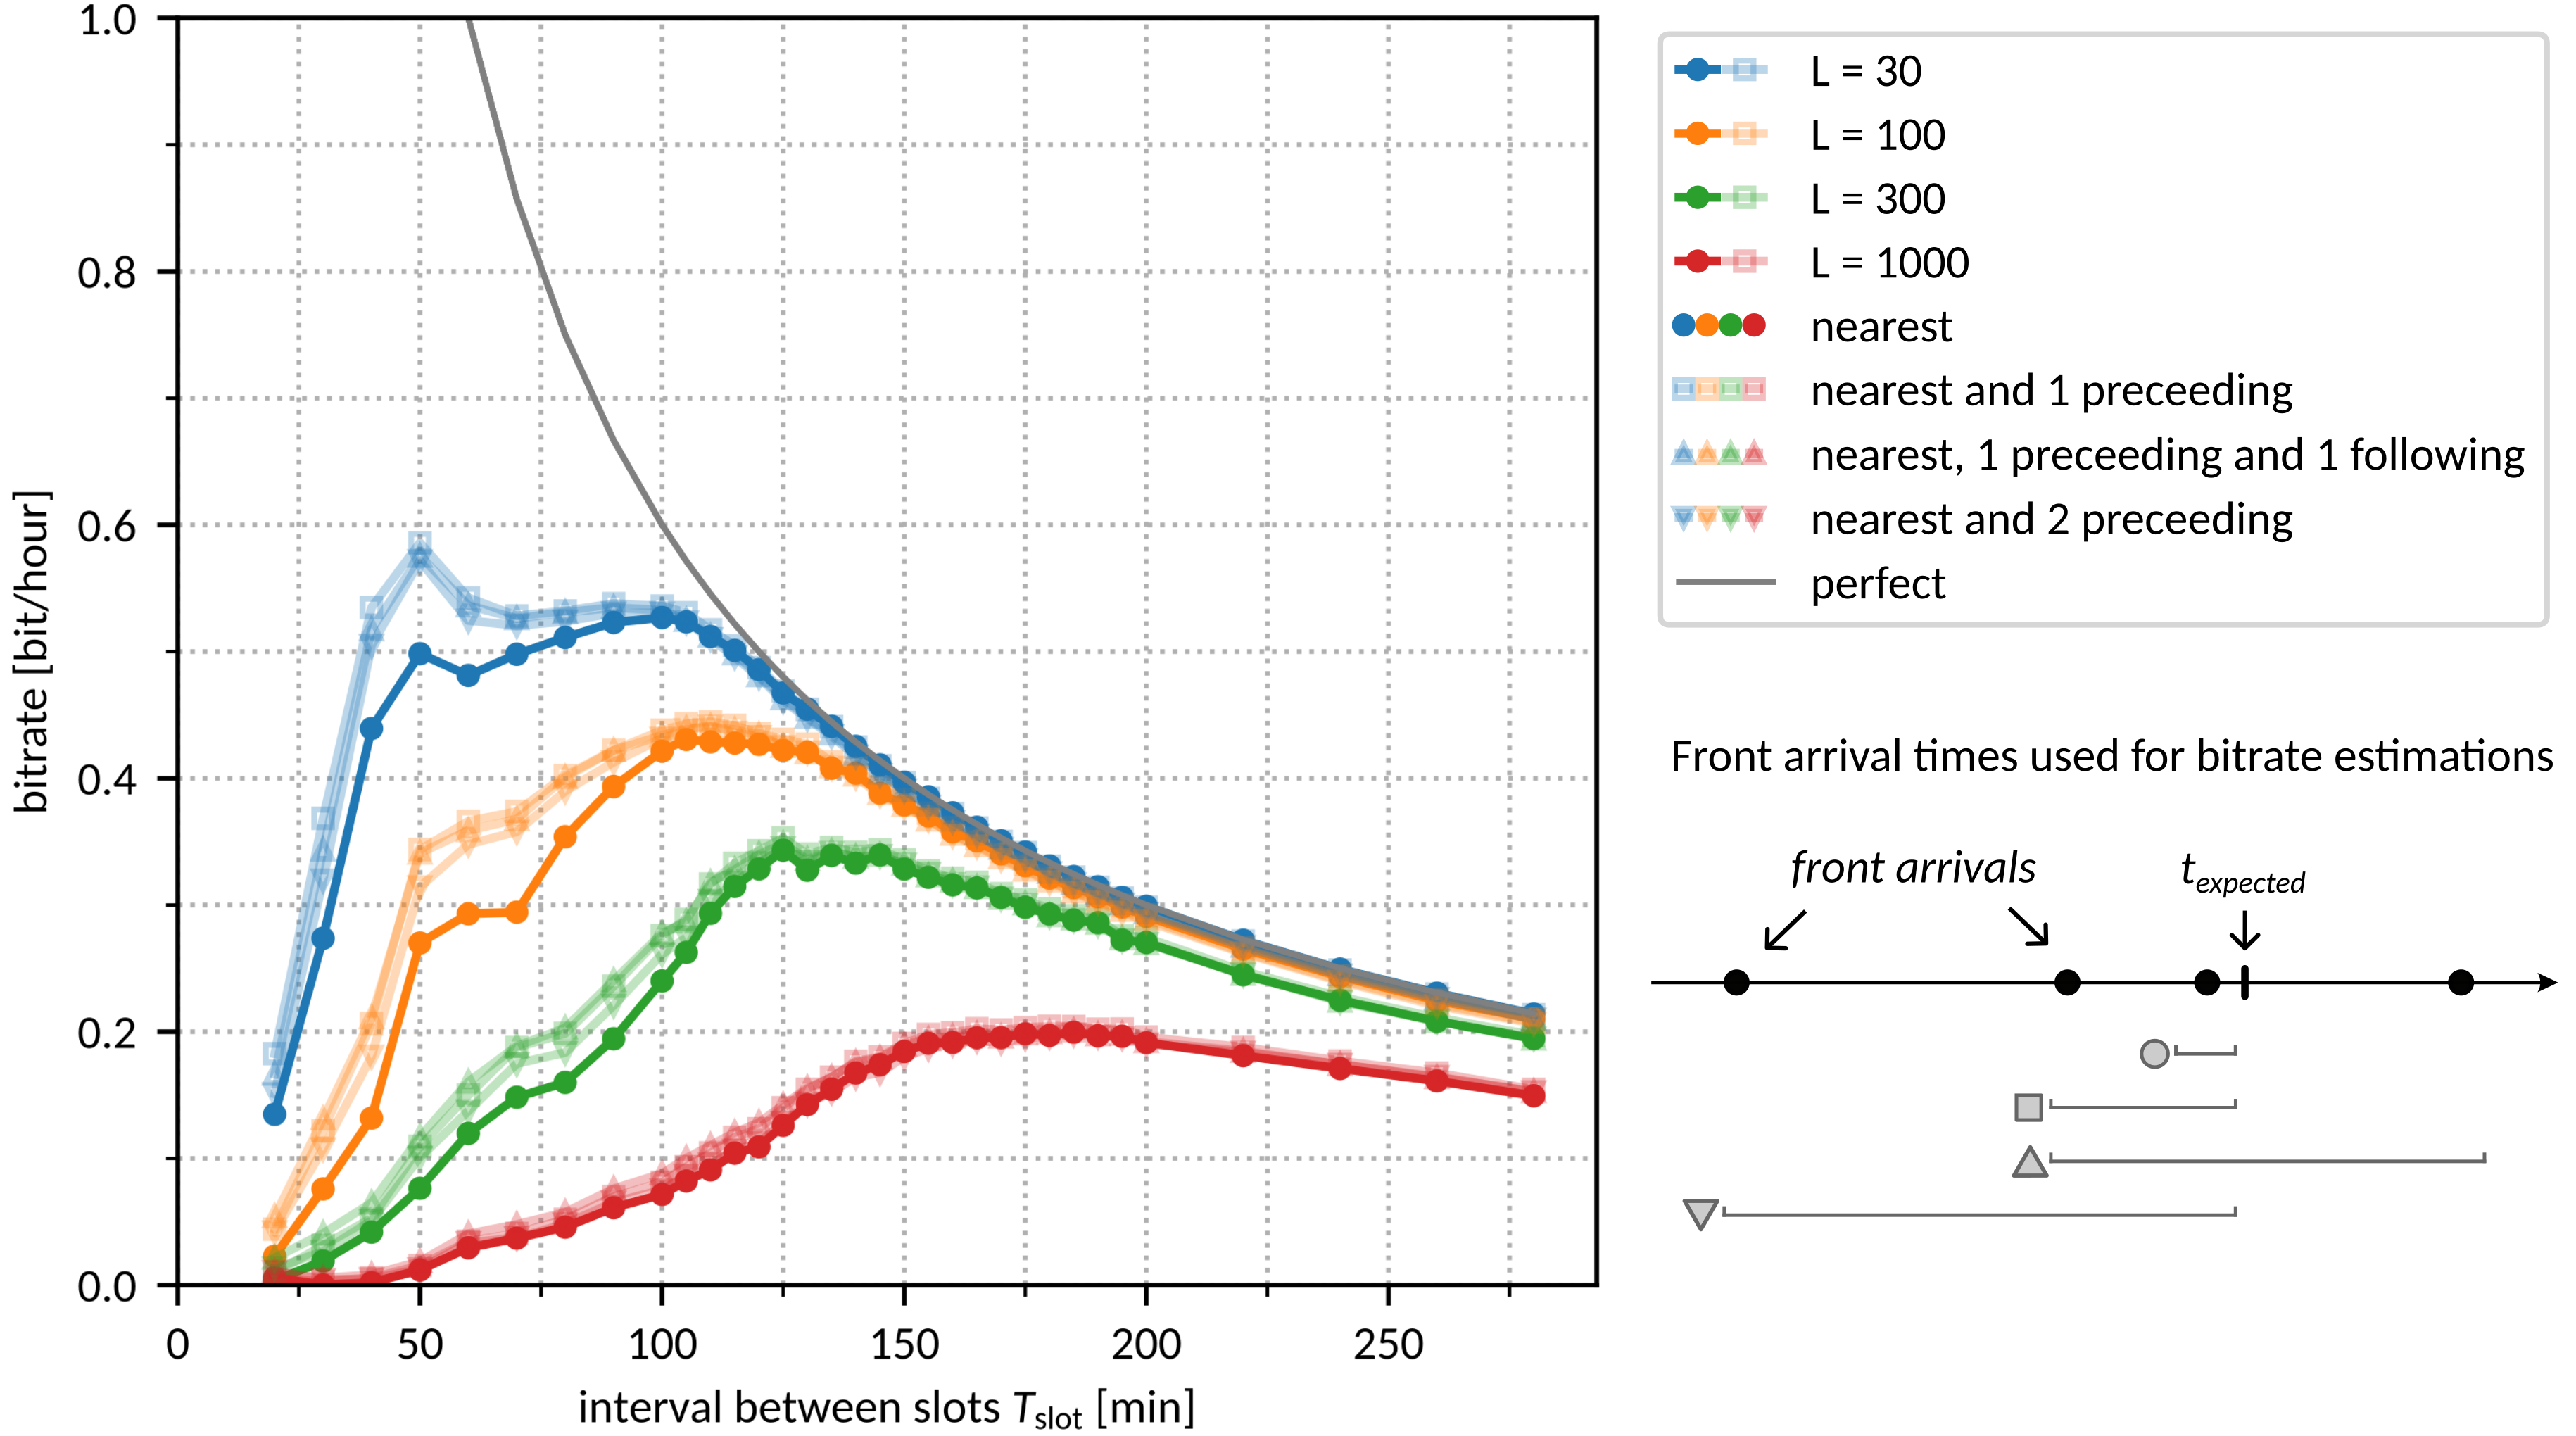 1.0
0.8
0.6
0.4
0.2
0.0
bitrate [bit/hour]
0
50
100
150
200
250
interval between slots Tslot [min]
L = 30
L = 100
L = 300
L = 1000
nearest
nearest and 1 preceeding
nearest, 1 preceeding and 1 following
nearest and 2 preceeding
perfect
Front arrival times used for bitrate estimations
front arrivals
texpected